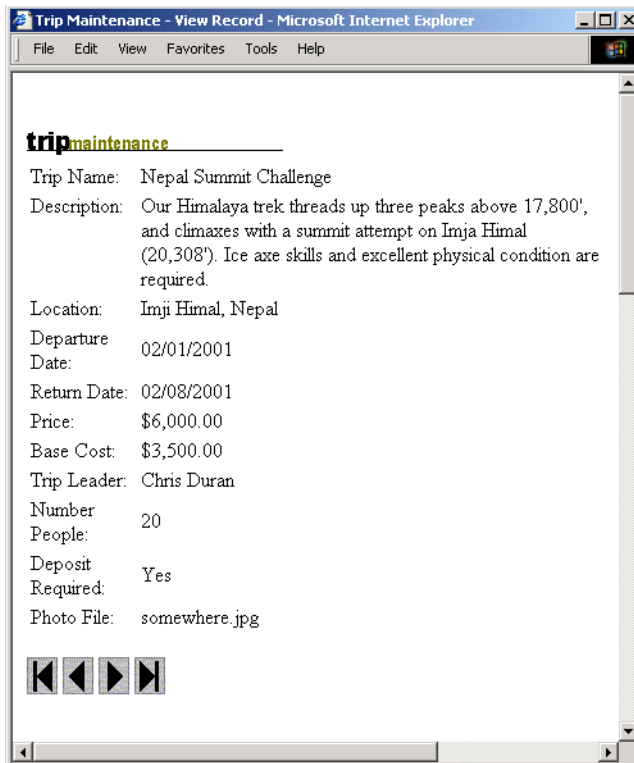 Trip Maintenance - View Record - Microsoft Internet Explorer
File Edit View Favorites Tools Help
tripmaintenance
Trip Name: Nepal Summit Challenge
Description: Our Himalaya trek threads up three peaks above 17,800',
and climaxes with a summit attempt on Imja Himal
(20,308'). Ice axe skills and excellent physical condition are
required.
Location: Imji Himal, Nepal
Departure
Date: 02/01/2001
Return Date: 02/08/2001
Price: $6,000.00
Base Cost: $3,500.00
Trip Leader: Chris Duran
Number
People: 20
Deposit
Required: Yes
Photo File: somewhere.jpg